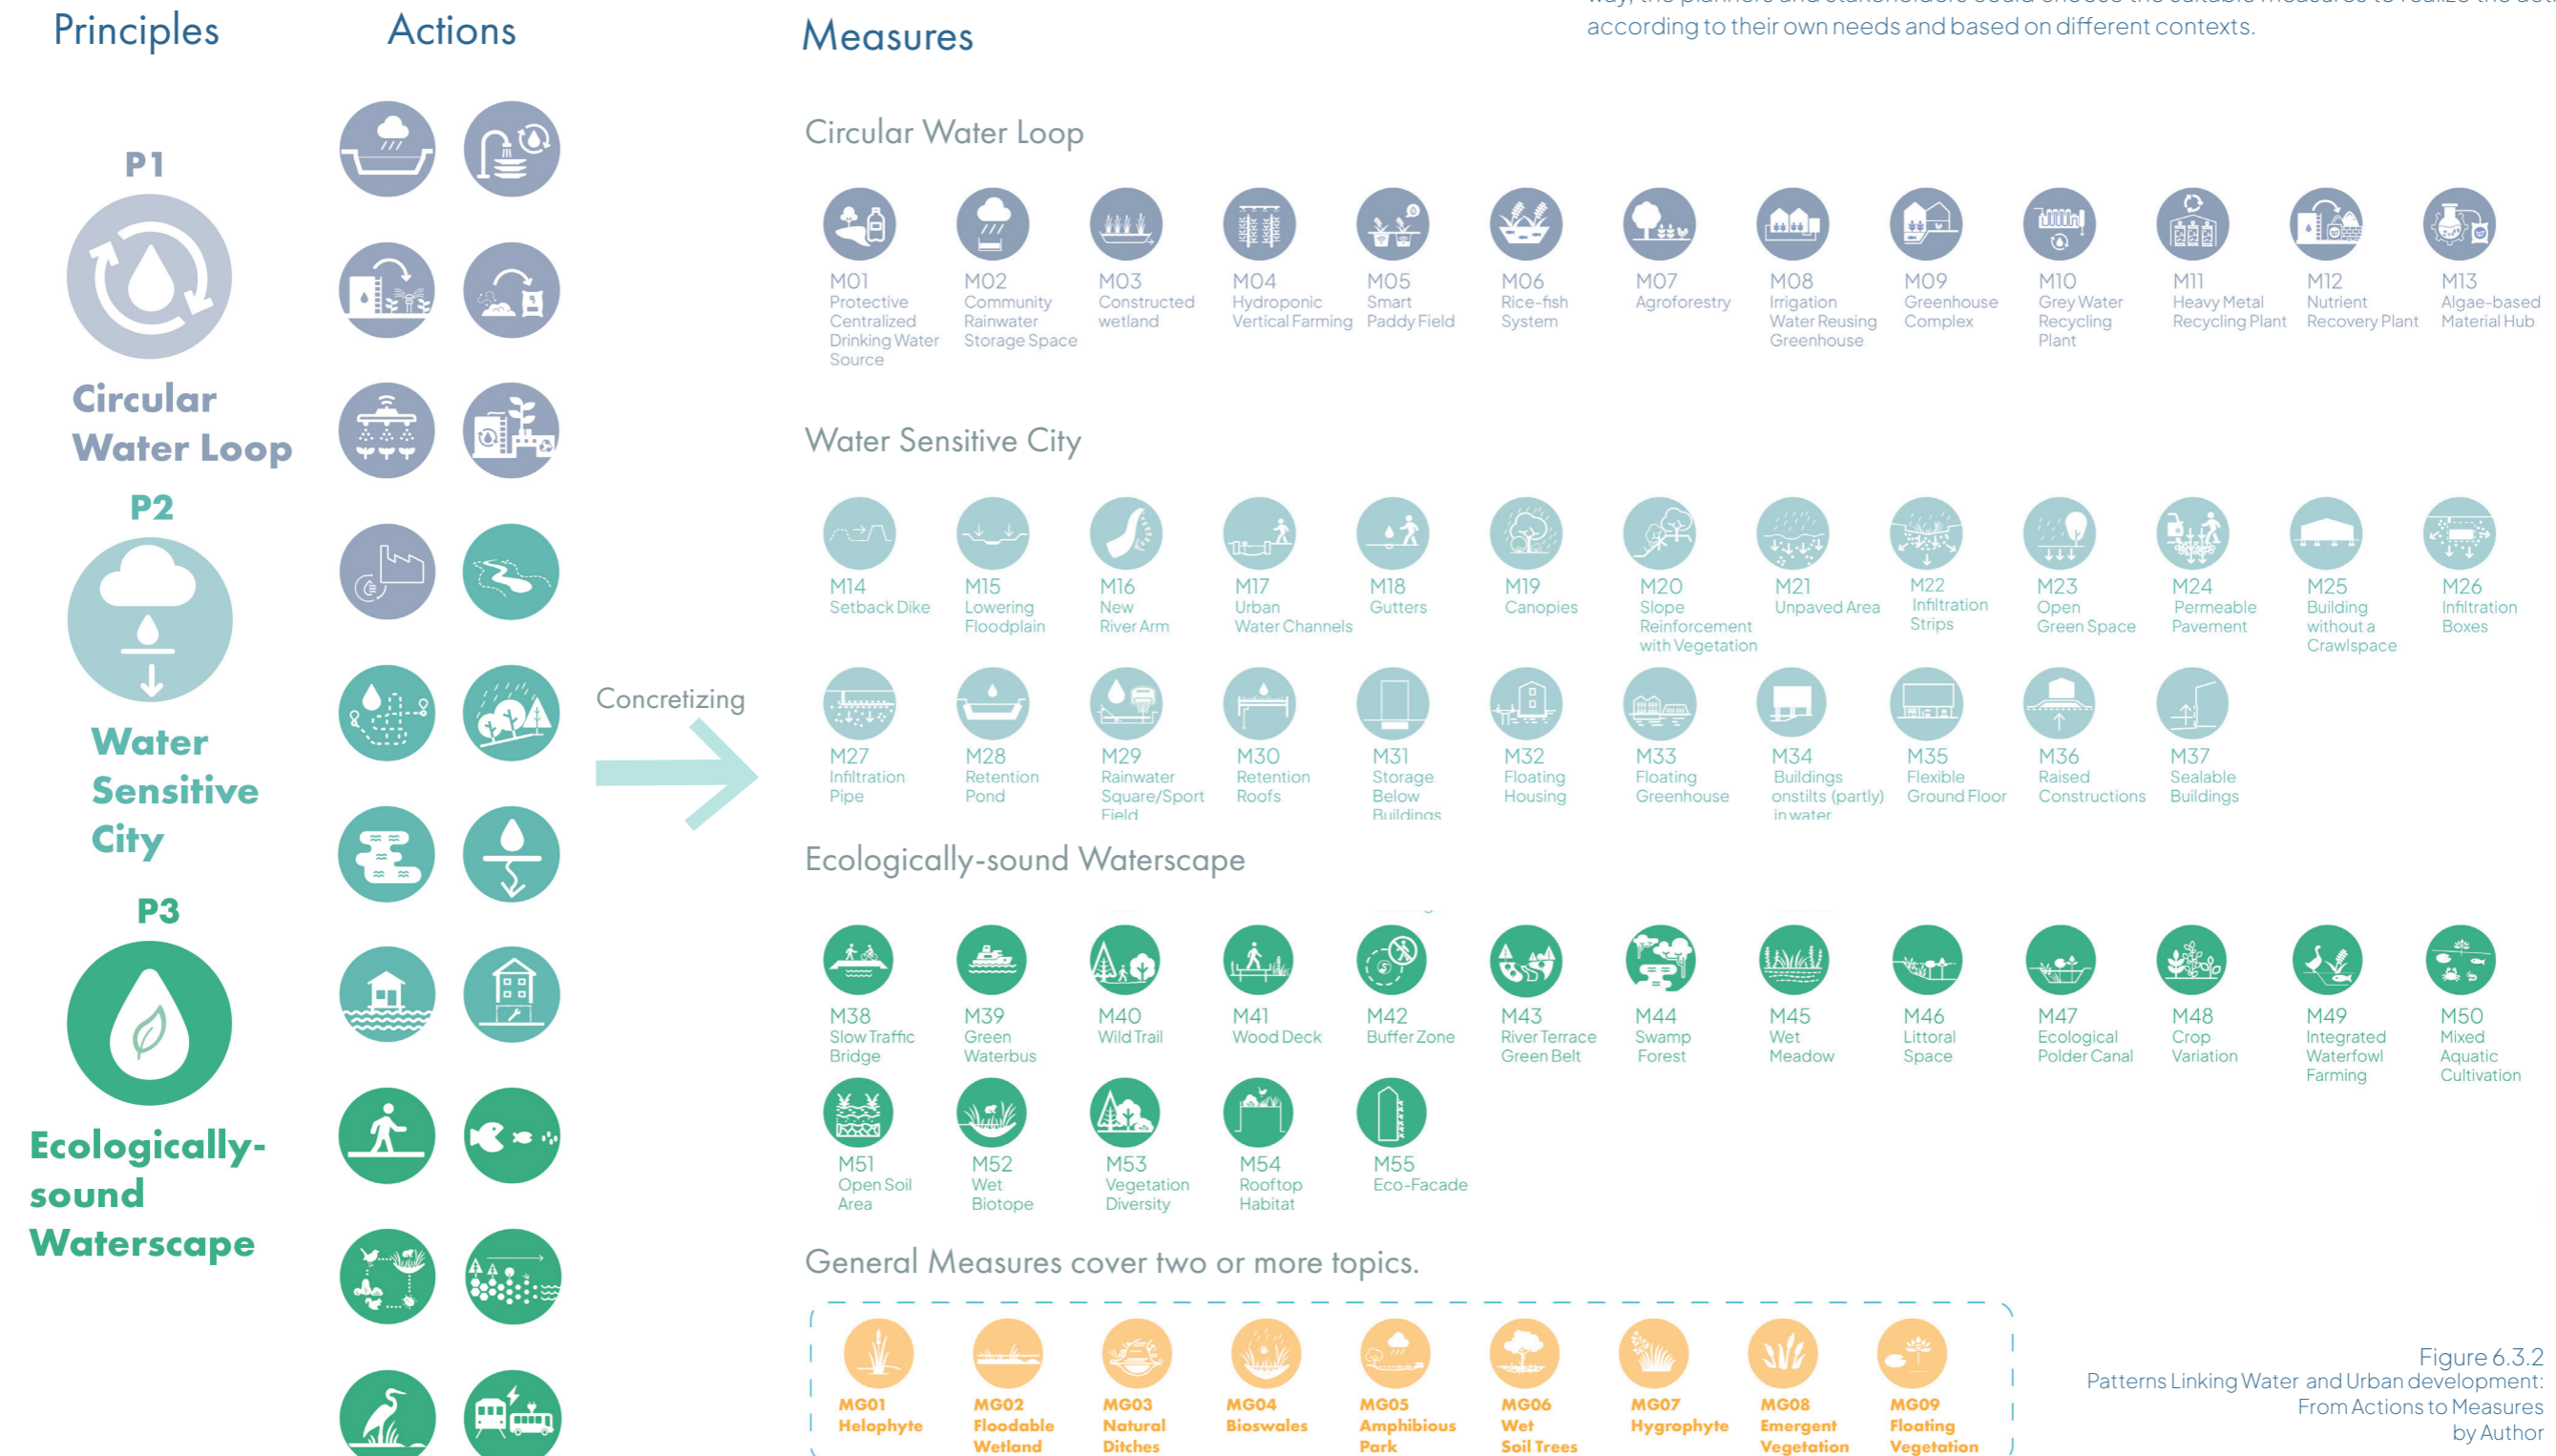 Principles
Actions
Measures
according to their own needs and based on different contexts.
P1
Circular
Water Loop
P2
Water
Sensitive
City
P3
Ecologically-
sound
Waterscape
Concretizing
Circular Water Loop
M01
Protective
Centralized
Drinking Water
Source
M02
Community
Rainwater
Storage Space
M03
Constructed
wetland
M04
Hydroponic
Vertical Farming
M05
Smart
Paddy Field
M06
Rice-fish
System
M07
Agroforestry
M08
Irrigation
Water Reusing
Greenhouse
M09
Greenhouse
Complex
M10
Grey Water
Recycling
Plant
M11
Heavy Metal
Recycling Plant
M12
Nutrient
Recovery Plant
M13
Algae-based
Material Hub
Water Sensitive City
M14
Setback Dike
M15
Lowering
Floodplain
M16
New
River Arm
M17
Urban
Water Channels
M18
Gutters
M19
Canopies
M20
Slope
Reinforcement
with Vegetation
M21
Unpaved Area
M22
Infiltration
Strips
M23
Open
Green Space
M24
Permeable
Pavement
M25
Building
without a
Crawlspace
M26
Infiltration
Boxes
M27
Infiltration
Pipe
M28
Retention
Pond
M29
Rainwater
Square/Sport
Field
M30
Retention
Roofs
M31
Storage
Below
Buildings
M32
Floating
Housing
M33
Floating
Greenhouse
M34
Buildings
onstilts (partly)
in water
M35
Flexible
Ground Floor
M36
Raised
Constructions
M37
Sealable
Buildings
Ecologically-sound Waterscape
M38
Slow Traffic
Bridge
M39
Green
Waterbus
M40
Wild Trail
M41
Wood Deck
M42
Buffer Zone
M43
River Terrace
Green Belt
M44
Swamp
Forest
M45
Wet
Meadow
M46
Littoral
Space
M47
Ecological
Polder Canal
M48
Crop
Variation
M49
Integrated
Waterfowl
Farming
M50
Mixed
Aquatic
Cultivation
M51
Open Soil
Area
M52
Wet
Biotope
M53
Vegetation
Diversity
M54
Rooftop
Habitat
M55
Eco-Facade
General Measures cover two or more topics.
MG01
Helophyte
MG02
Floodable
Wetland
MG03
Natural
Ditches
MG04
Bioswales
MG05
Amphibious
Park
MG06
Wet
Soil Trees
MG07
Hygrophyte
MG08
Emergent
Vegetation
MG09
Floating
Vegetation
Figure 6.3.2
Patterns Linking Water and Urban development:
From Actions to Measures
by Author